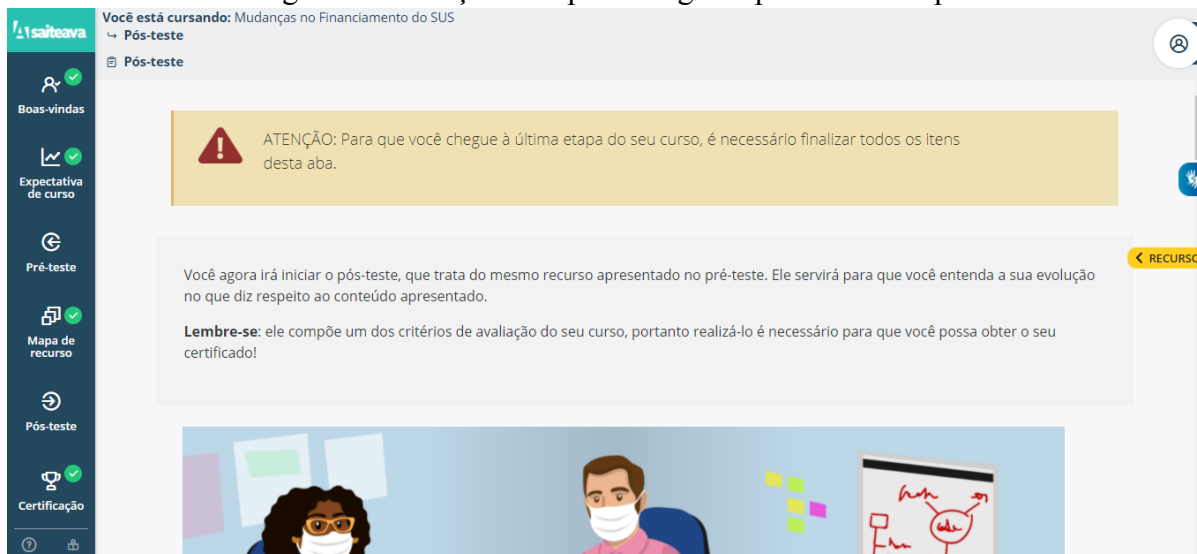 saiteava
Você está cursando: Mudanças no Financiamento do SUS
↳ Pós-teste
Pós-teste
Boas-vindas
Expectativa
de curso
Pré-teste
Mapa de
recurso
Pós-teste
Certificação
ATENÇÃO: Para que você chegue à última etapa do seu curso, é necessário finalizar todos os itens
desta aba.
RECURSO
Você agora irá iniciar o pós-teste, que trata do mesmo recurso apresentado no pré-teste. Ele servirá para que você entenda a sua evolução
no que diz respeito ao conteúdo apresentado.
Lembre-se: ele compõe um dos critérios de avaliação do seu curso, portanto realizá-lo é necessário para que você possa obter o seu
certificado!